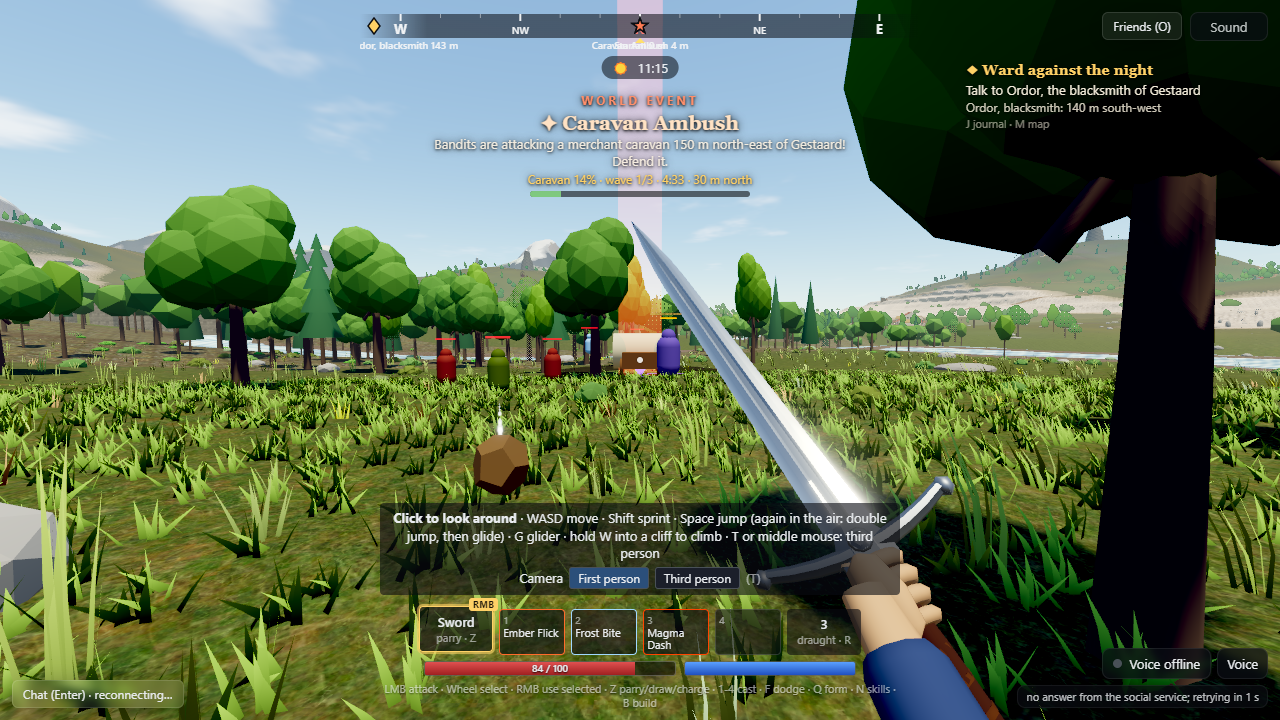 W
NW
NE
E
dor, blacksmith 143 m
4 m
Friends (O)
Sound
11:15
◆ Ward against the night
Talk to Ordor, the blacksmith of Gestaard
Ordor, blacksmith: 140 m south-west
J journal · M map
WORLD EVENT
✦ Caravan Ambush
Bandits are attacking a merchant caravan 150 m north-east of Gestaard!
Defend it.
Caravan 14% · wave 1/3 · 4:33 · 30 m north
Click to look around · WASD move · Shift sprint · Space jump (again in the air: double
jump, then glide) · G glider · hold W into a cliff to climb · T or middle mouse: third
person
Camera First person Third person (T)
RMB
Sword
parry · Z
1
Ember Flick
2
Frost Bite
3
Magma
Dash
4
3
draught · R
84 / 100
LMB attack · Wheel select · RMB use selected · Z parry/draw/charge · 1-4 cast · F dodge · Q form · N skills ·
B build
Chat (Enter) · reconnecting...
Voice offline
Voice
no answer from the social service; retrying in 1 s